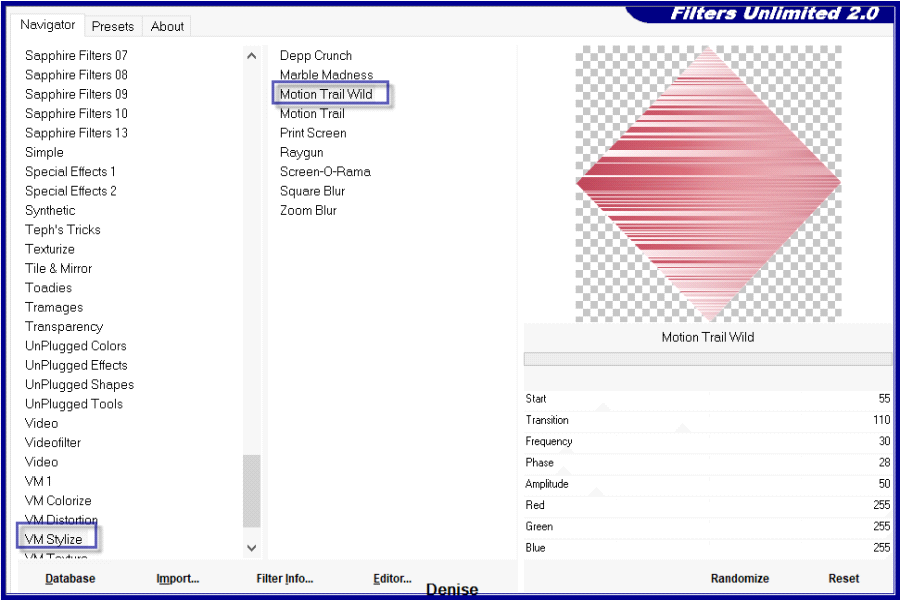 Navigator
Presets
About
Filters Unlimited 2.0
Sapphire Filters 07
Sapphire Filters 08
Sapphire Filters 09
Sapphire Filters 10
Sapphire Filters 13
Simple
Special Effects 1
Special Effects 2
Synthetic
Teph's Tricks
Texturize
Tile & Mirror
Toadies
Tramages
Transparency
UnPlugged Colors
UnPlugged Effects
UnPlugged Shapes
UnPlugged Tools
Video
Videofilter
Video
VM 1
VM Colorize
VM Distortion
VM Stylize
VM Texture
Depp Crunch
Marble Madness
Motion Trail Wild
Motion Trail
Print Screen
Raygun
Screen-O-Rama
Square Blur
Zoom Blur
Motion Trail Wild
Start 55
Transition 110
Frequency 30
Phase 28
Amplitude 50
Red 255
Green 255
Blue 255
Database
Import...
Filter Info...
Editor...
Denise
Randomize
Reset